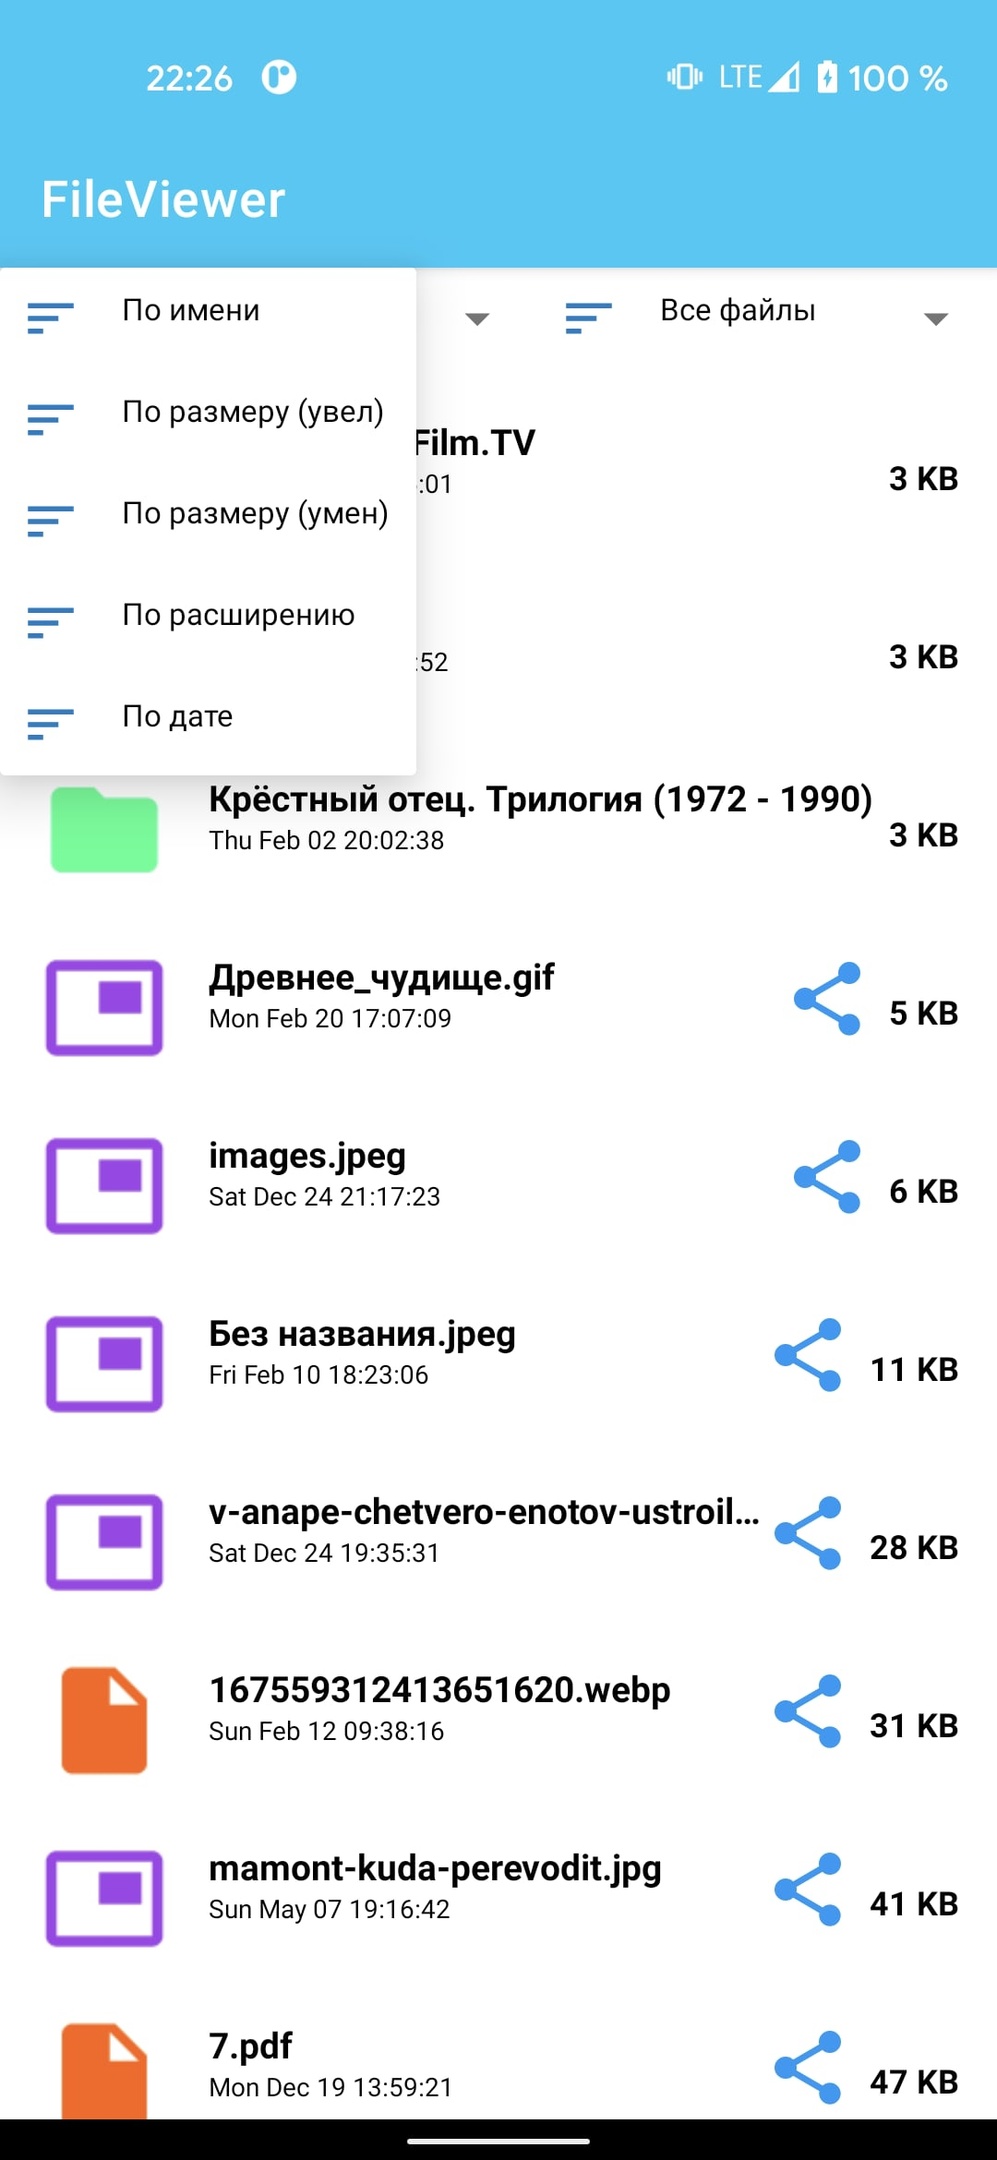 22:26
LTE 100 %
FileViewer
По имени
Все файлы
По размеру (увел)
Film.TV
:01
3 KB
По размеру (умен)
По расширению
:52
3 KB
По дате
Крёстный отец. Трилогия (1972 - 1990)
Thu Feb 02 20:02:38
3 KB
Древнее_чудище.gif
Mon Feb 20 17:07:09
5 KB
images.jpeg
Sat Dec 24 21:17:23
6 KB
Без названия.jpeg
Fri Feb 10 18:23:06
11 KB
v-anape-chetvero-enotov-ustroil...
Sat Dec 24 19:35:31
28 KB
167559312413651620.webp
Sun Feb 12 09:38:16
31 KB
mamont-kuda-perevodit.jpg
Sun May 07 19:16:42
41 KB
7.pdf
Mon Dec 19 13:59:21
47 KB